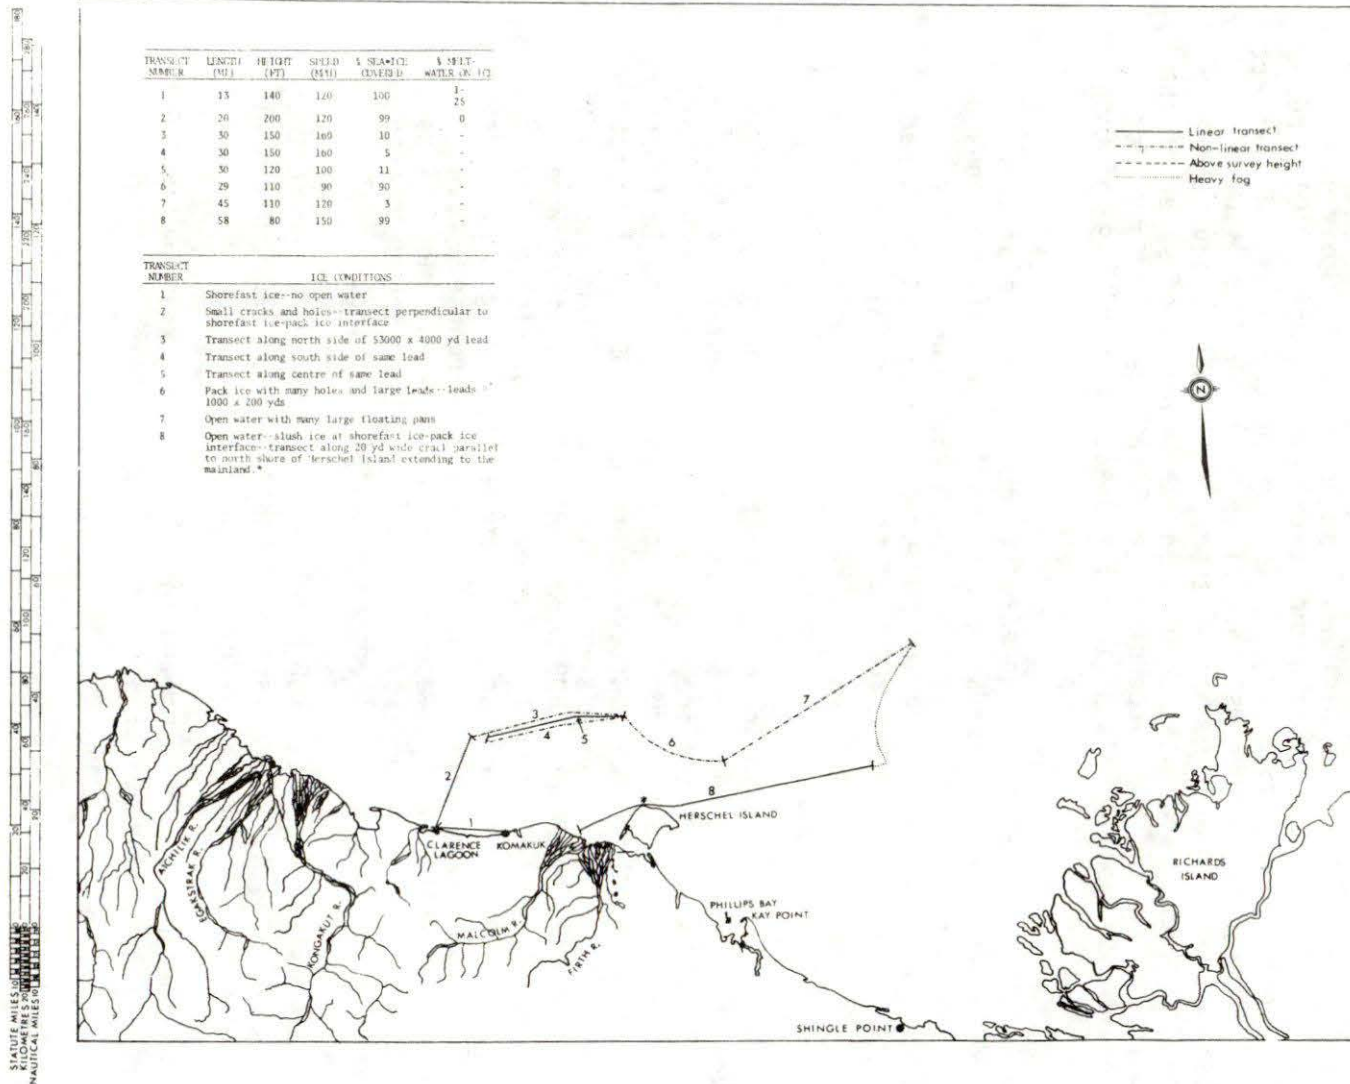 TRANSECT NUMBER LENGTH (MI) HEIGHT (FT) SPEED (MPH) % SEA-ICE COVERED % MELT-WATER ON ICE
1 13 140 120 100 1-25
2 20 200 120 99 0
3 30 150 160 10 -
4 30 150 160 5 -
5 30 120 100 11 -
6 29 110 90 90 -
7 45 110 120 3 -
8 58 80 150 99 -
TRANSECT
NUMBER ICE CONDITIONS
1 Shorefast ice--no open water
2 Small cracks and holes--transect perpendicular to
shorefast ice-pack ice interface
3 Transect along north side of 53000 x 4000 yd lead
4 Transect along south side of same lead
5 Transect along centre of same lead
6 Pack ice with many holes and large leads--leads
1000 x 200 yds
7 Open water with many large floating pans
8 Open water--slush ice at shorefast ice-pack ice
interface--transect along 20 yd wide crack parallel
to north shore of Herschel Island extending to the
mainland.*
Linear transect
Non-linear transect
Above survey height
Heavy fog
N
7
3
4
5
6
2
8
1
HERSCHEL ISLAND
CLARENCE
LAGOON
KOMAKUK
AICHILIK R.
EGAKSTRAK R.
KONGAKUT R.
MALCOLM R.
FIRTH R.
RICHARDS
ISLAND
PHILLIPS BAY
KAY POINT
SHINGLE POINT
STATUTE MILES
KILOMETRES
NAUTICAL MILES